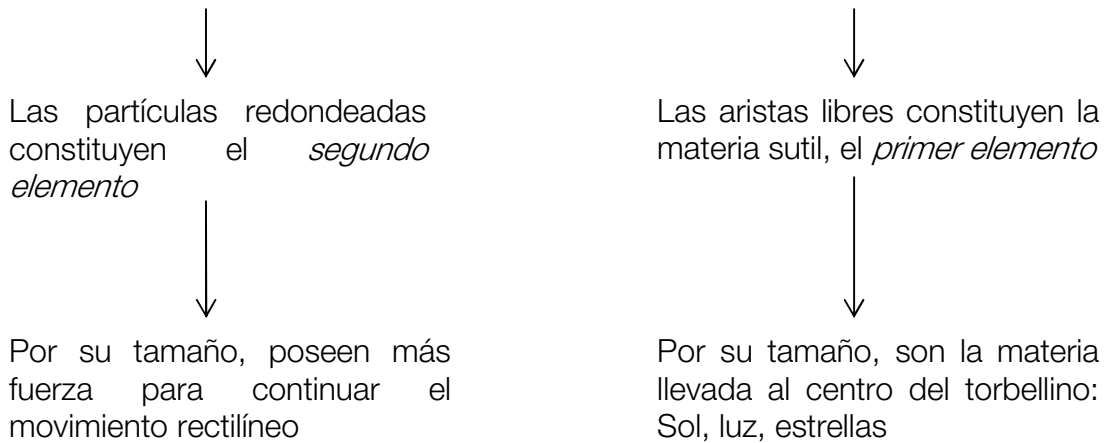 Las partículas redondeadas
constituyen el segundo
elemento
Las aristas libres constituyen la
materia sutil, el primer elemento
Por su tamaño, poseen más
fuerza para continuar el
movimiento rectilíneo
Por su tamaño, son la materia
llevada al centro del torbellino:
Sol, luz, estrellas